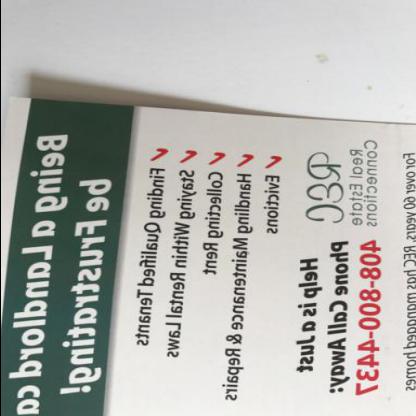 Being a Landlord ca
be Frustrating!
✓ Finding Qualified Tenants
✓ Staying Within Rental Laws
✓ Collecting Rent
✓ Handling Maintenance & Repairs
✓ Evictions
REC
Real Estate
Connections
Help is a Just
Phone Call Away:
408-800-4437
For over 60 years, REC has managed homes